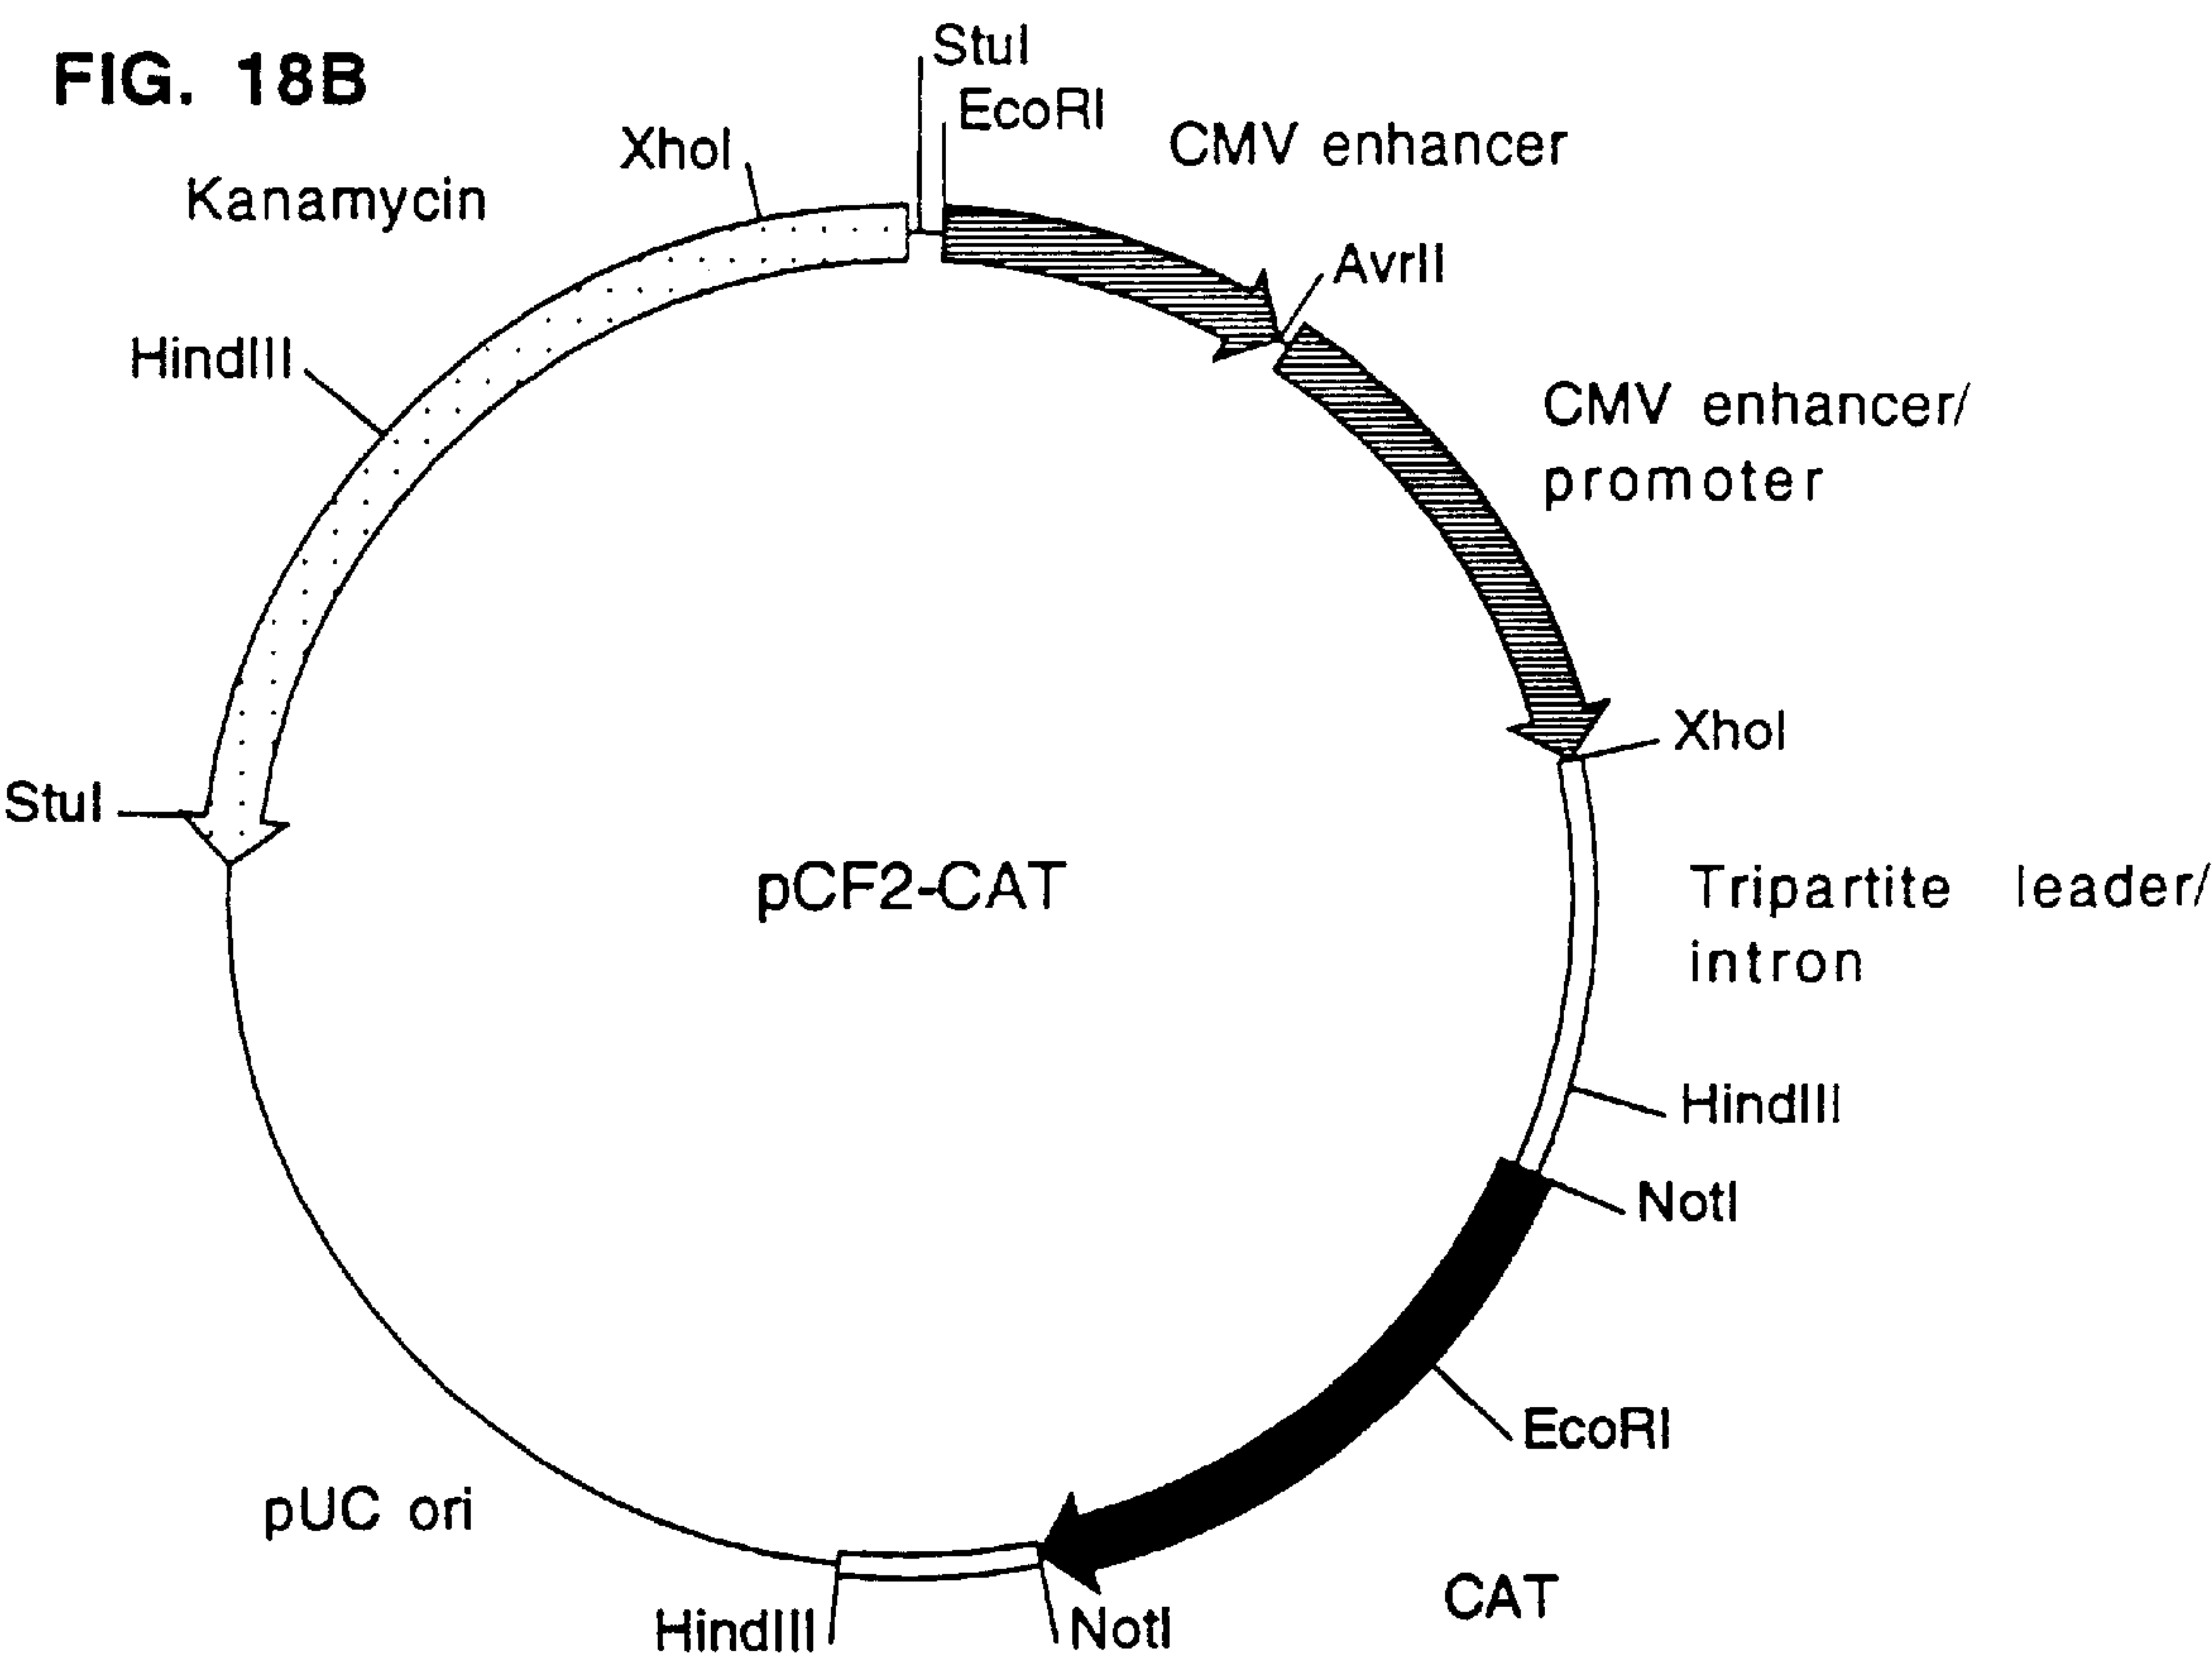 FIG. 18B
StuI
EcoRI
CMV enhancer
XhoI
Kanamycin
AvrII
HindIII
CMV enhancer/
promoter
XhoI
StuI
pCF2-CAT
Tripartite leader/
intron
HindIII
NotI
EcoRI
pUC ori
CAT
HindIII
NotI